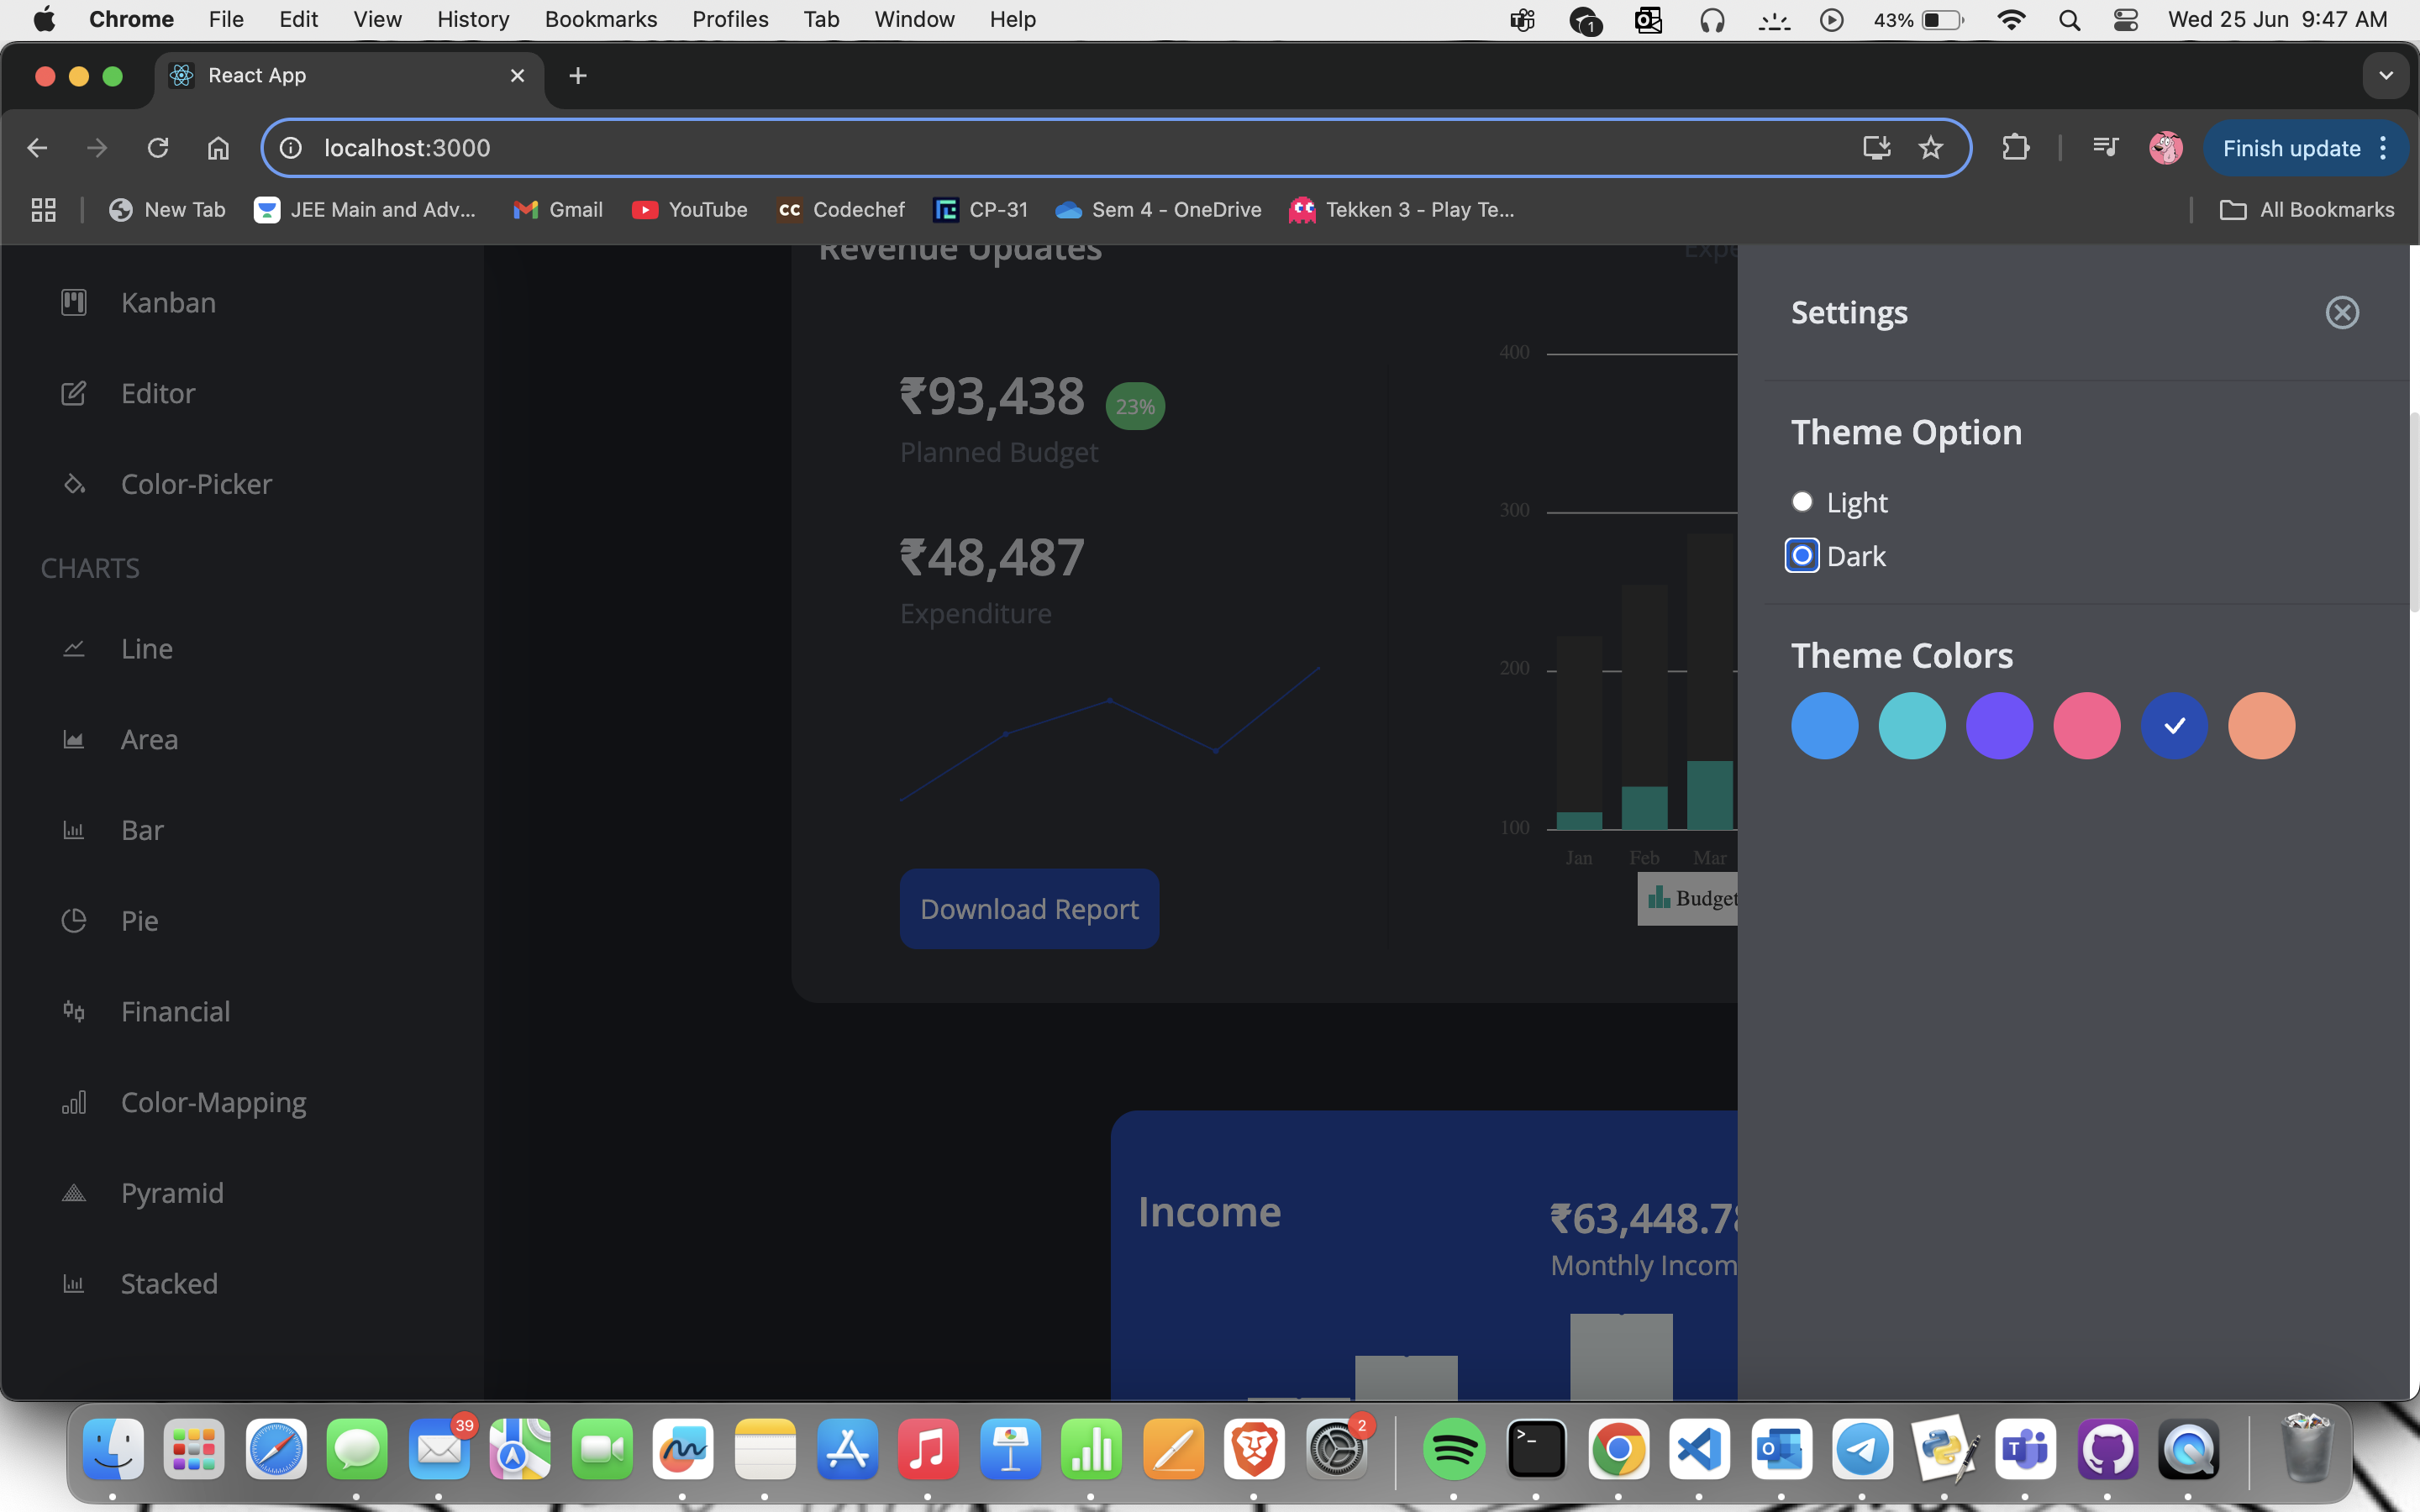 Chrome File Edit View History Bookmarks Profiles Tab Window Help 1 43% Wed 25 Jun 9:47 AM
React App
localhost:3000 Finish update
New Tab JEE Main and Adv... Gmail YouTube cc Codechef CP-31 Sem 4 - OneDrive Tekken 3 - Play Te... All Bookmarks
Kanban
Editor
Color-Picker
CHARTS
Line
Area
Bar
Pie
Financial
Color-Mapping
Pyramid
Stacked
Revenue Updates
₹93,438 23%
Planned Budget
₹48,487
Expenditure
Download Report
400
300
200
100
Jan Feb Mar
Budget
Income
₹63,448.78
Monthly Incom
Settings
Theme Option
Light
Dark
Theme Colors
39
2